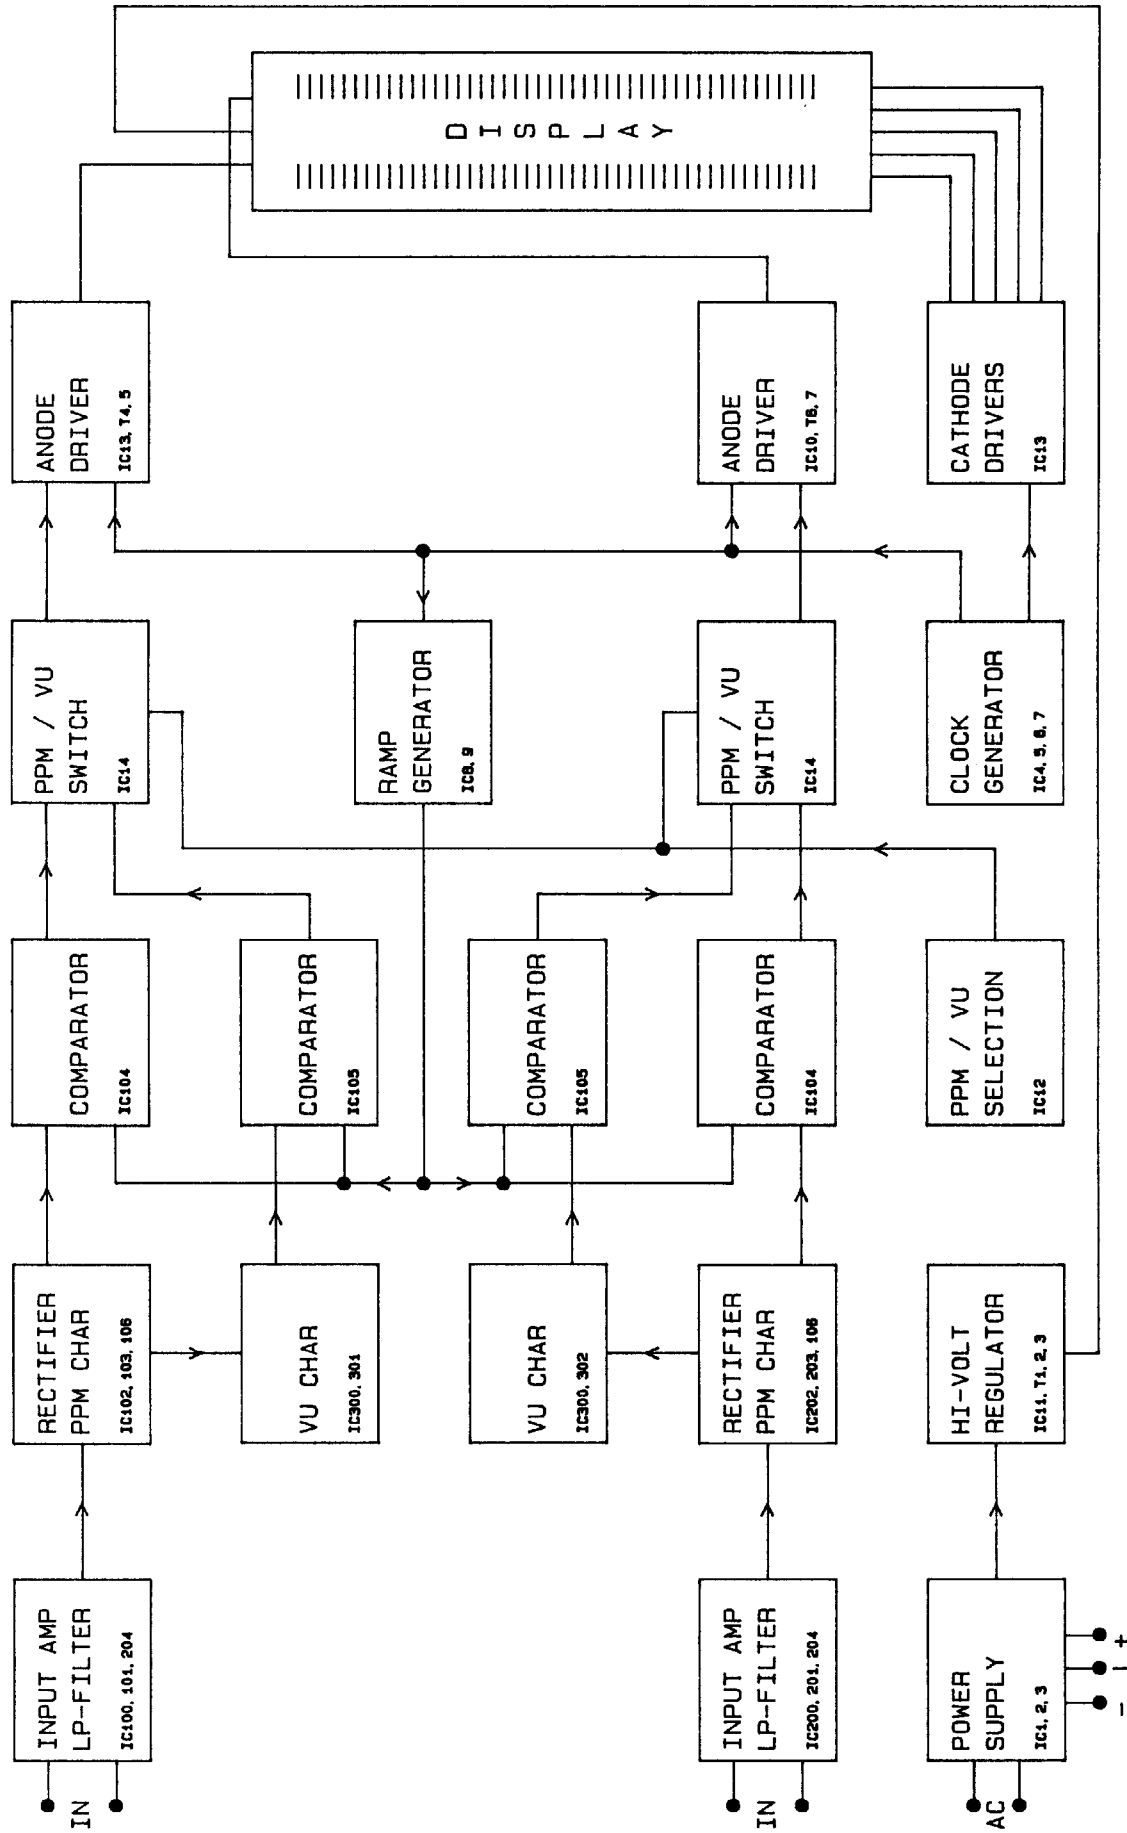 IN
INPUT AMP
LP-FILTER
IC100, 101, 204
RECTIFIER
PPM CHAR
IC102, 103, 106
COMPARATOR
IC104
PPM / VU
SWITCH
IC14
ANODE
DRIVER
IC13, T4, 5
VU CHAR
IC300, 301
COMPARATOR
IC105
RAMP
GENERATOR
IC8, 9
DISPLAY
VU CHAR
IC300, 302
COMPARATOR
IC105
IN
INPUT AMP
LP-FILTER
IC200, 201, 204
RECTIFIER
PPM CHAR
IC202, 203, 106
COMPARATOR
IC104
PPM / VU
SWITCH
IC14
ANODE
DRIVER
IC10, T6, 7
AC
POWER
SUPPLY
IC1, 2, 3
- | +
HI-VOLT
REGULATOR
IC11, T1, 2, 3
PPM / VU
SELECTION
IC12
CLOCK
GENERATOR
IC4, 5, 6, 7
CATHODE
DRIVERS
IC13